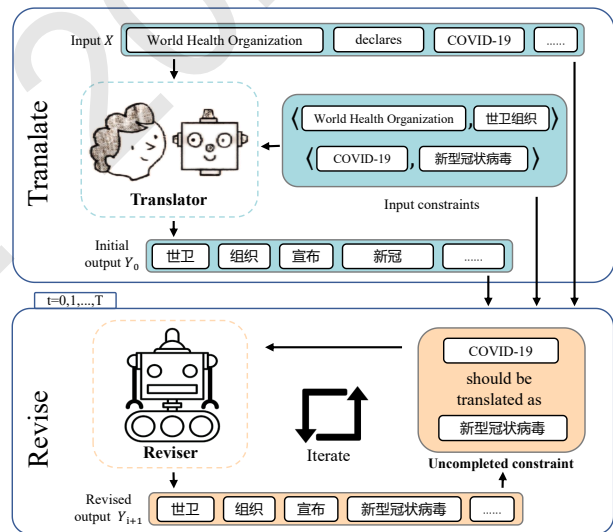 Input X World Health Organization declares COVID-19 ......
Tranalate
⟨ World Health Organization , 世卫组织 ⟩
⟨ COVID-19 , 新型冠状病毒 ⟩
Translator
Input constraints
Initial
output Y₀
世卫 组织 宣布 新冠 ......
t=0,1,...,T
Revise
COVID-19
should be
translated as
新型冠状病毒
Uncompleted constraint
Reviser
Iterate
Revised
output Yᵢ₊₁
世卫 组织 宣布 新型冠状病毒 ......